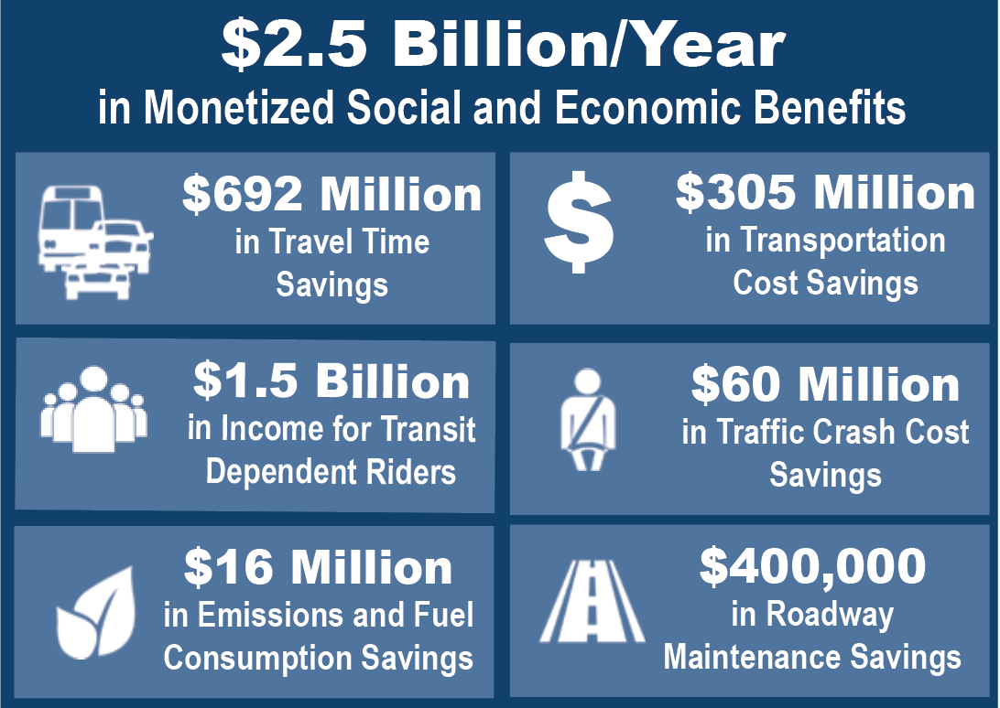 $2.5 Billion/Year
in Monetized Social and Economic Benefits
$692 Million
in Travel Time
Savings
$305 Million
in Transportation
Cost Savings
$1.5 Billion
in Income for Transit
Dependent Riders
$60 Million
in Traffic Crash Cost
Savings
$16 Million
in Emissions and Fuel
Consumption Savings
$400,000
in Roadway
Maintenance Savings